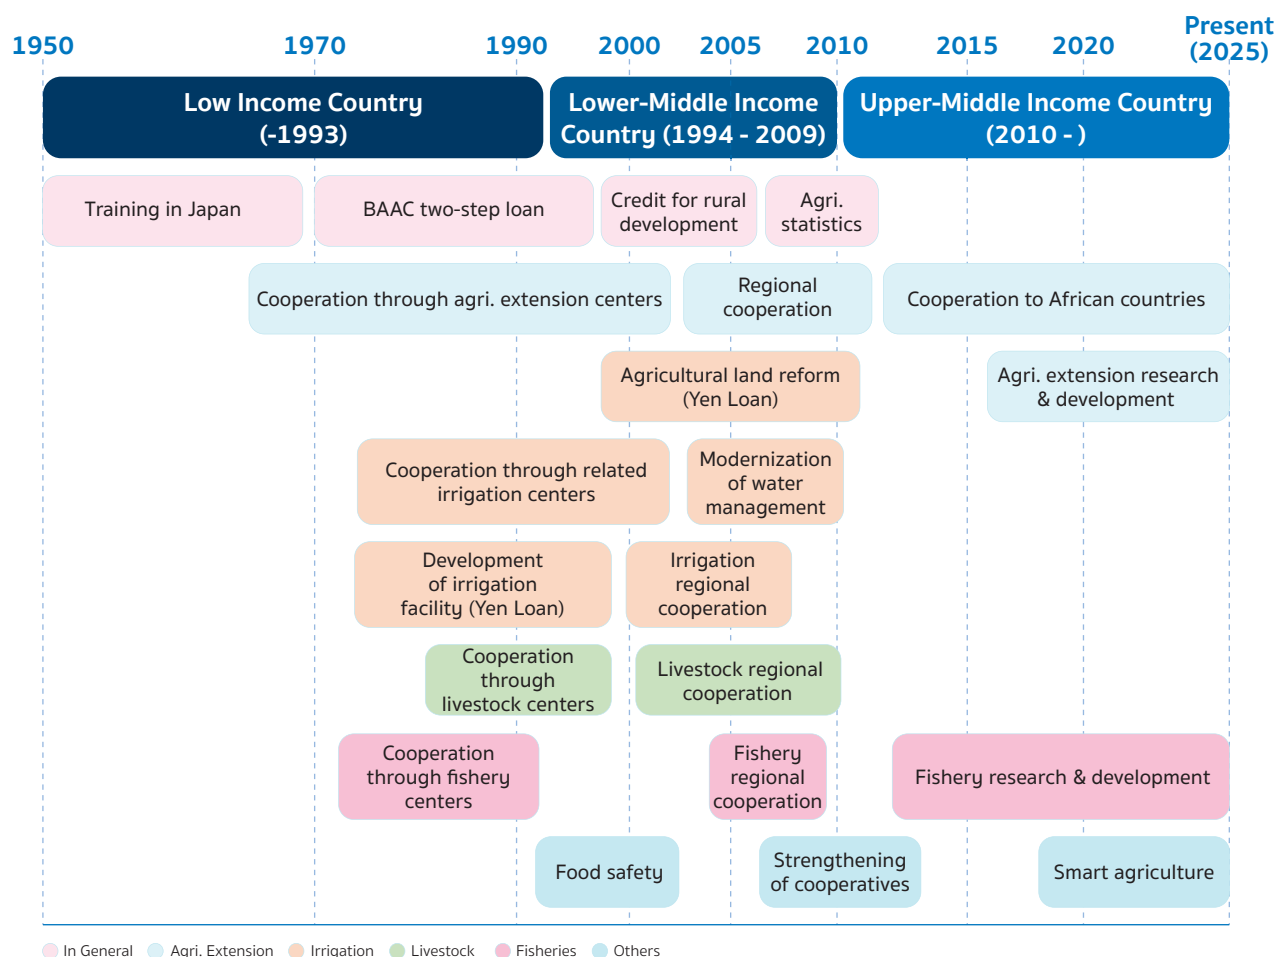 Present
1950 1970 1990 2000 2005 2010 2015 2020 (2025)
Low Income Country
(-1993)
Lower-Middle Income
Country (1994 - 2009)
Upper-Middle Income Country
(2010 - )
Training in Japan
BAAC two-step loan
Credit for rural
development
Agri.
statistics
Cooperation through agri. extension centers
Regional
cooperation
Cooperation to African countries
Agricultural land reform
(Yen Loan)
Agri. extension research
& development
Cooperation through related
irrigation centers
Modernization
of water
management
Development
of irrigation
facility (Yen Loan)
Irrigation
regional
cooperation
Cooperation
through
livestock centers
Livestock regional
cooperation
Cooperation
through fishery
centers
Fishery
regional
cooperation
Fishery research & development
Food safety
Strengthening
of cooperatives
Smart agriculture
In General Agri. Extension Irrigation Livestock Fisheries Others